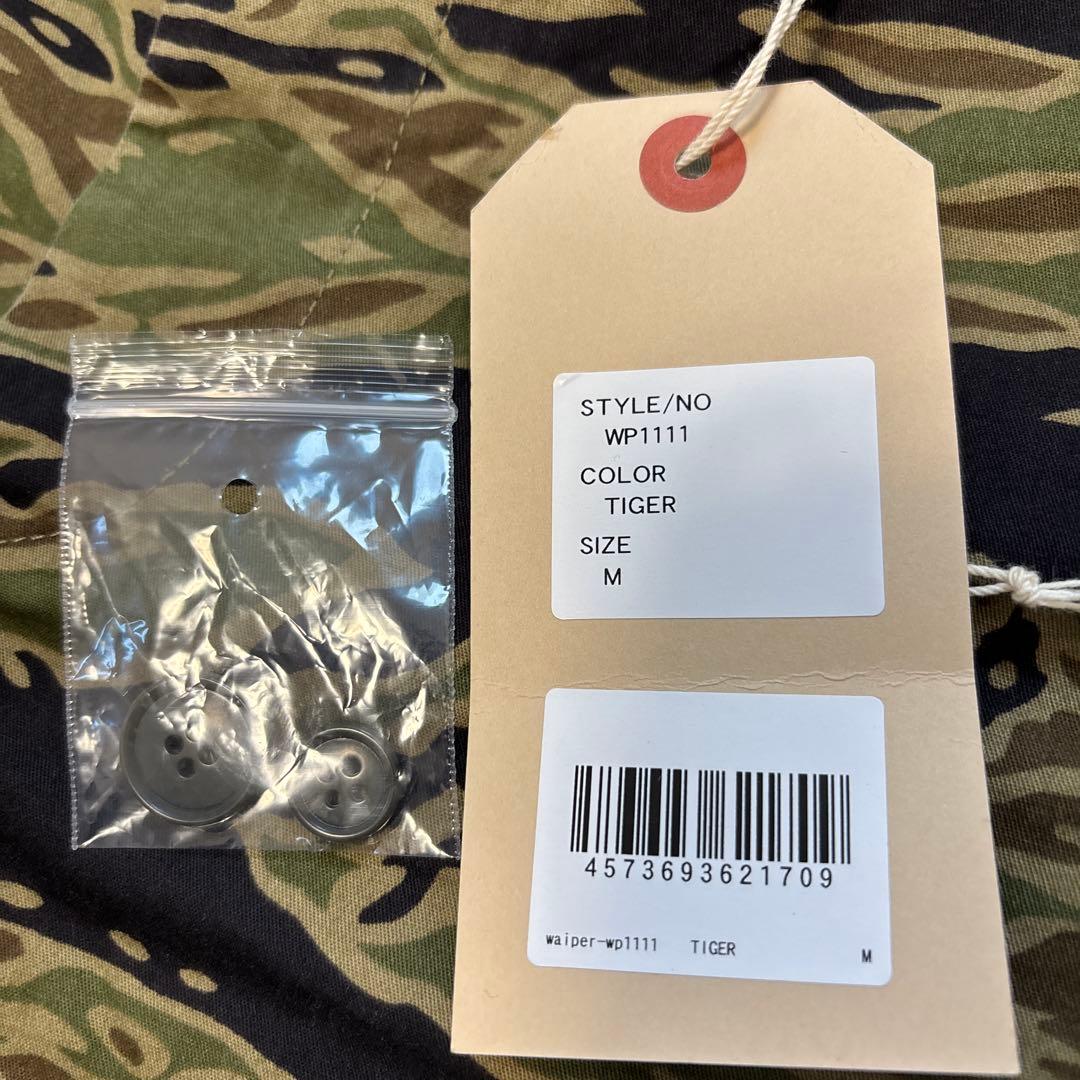 STYLE/NO
WP1111
COLOR
TIGER
SIZE
M
4573693621709
waiper-wp1111 TIGER M